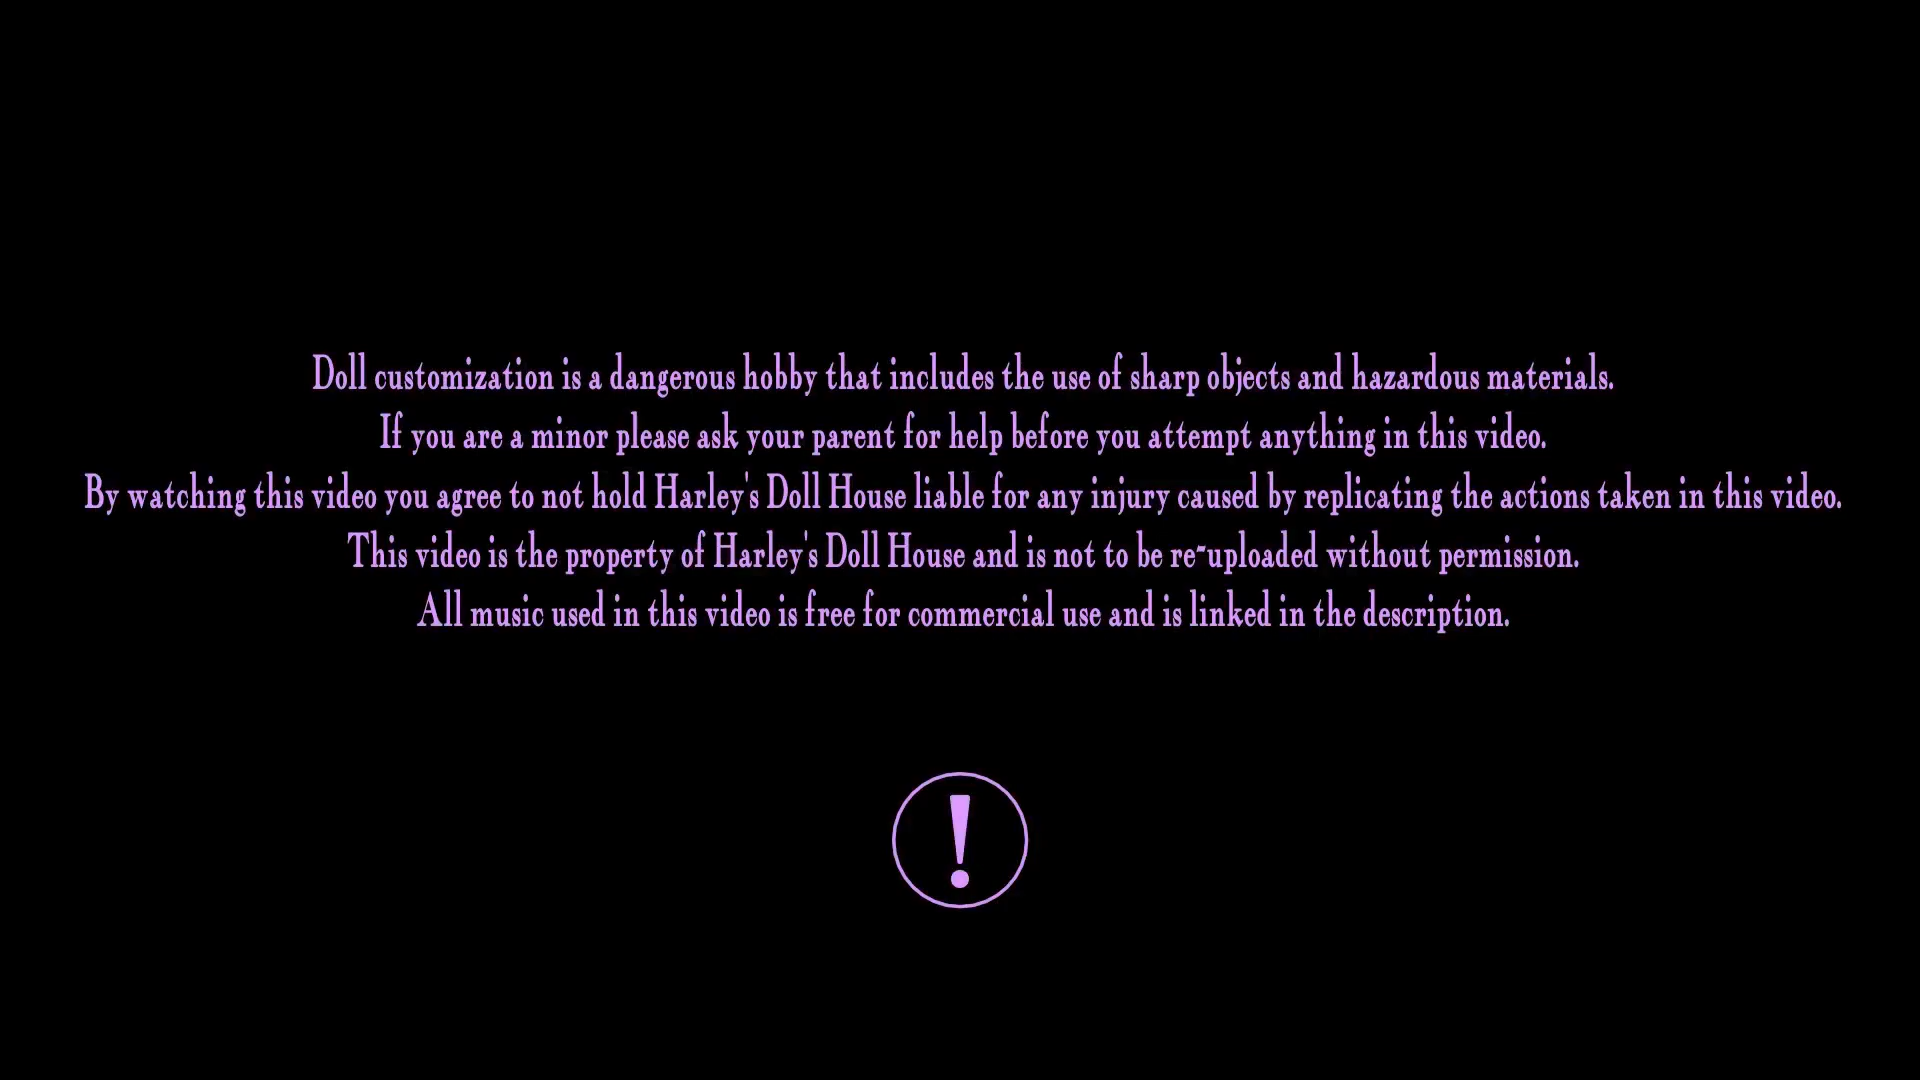 Doll customization is a dangerous hobby that includes the use of sharp objects and hazardous materials.
If you are a minor please ask your parent for help before you attempt anything in this video.
By watching this video you agree to not hold Harley's Doll House liable for any injury caused by replicating the actions taken in this video.
This video is the property of Harley's Doll House and is not to be re-uploaded without permission.
All music used in this video is free for commercial use and is linked in the description.
!